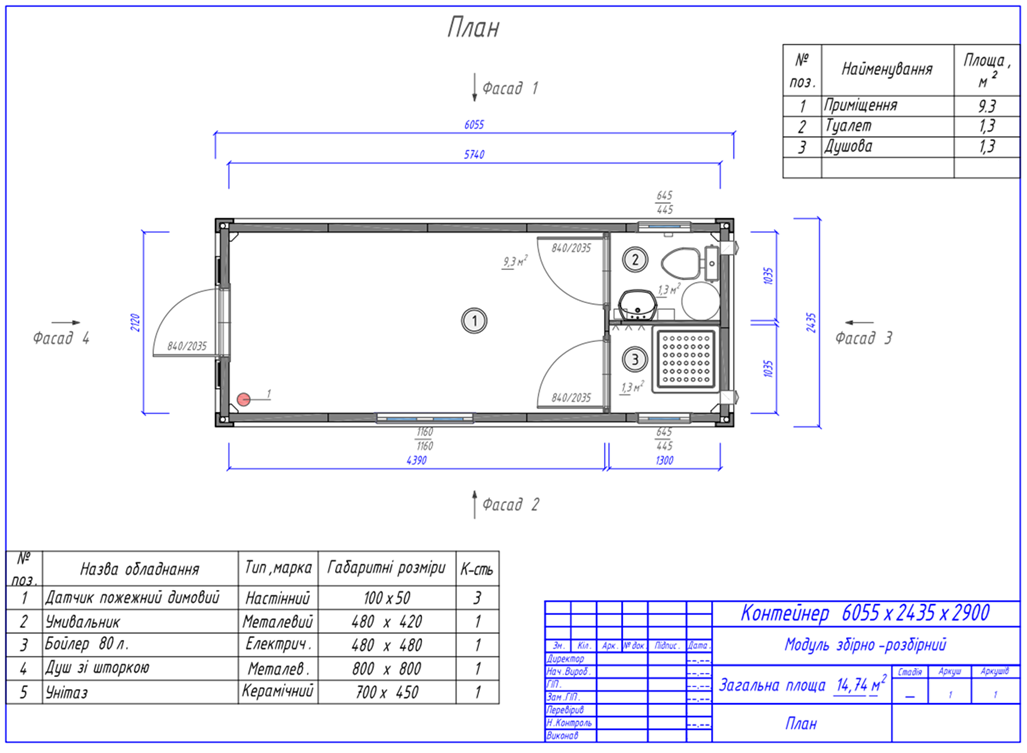 План
Фасад 1
6055
5740
№ поз. Найменування Площа, м²
1 Приміщення 9.3
2 Туалет 1,3
3 Душова 1,3
645
445
840/2035
9,3 м²
2
1,3 м²
1035
2120
2435
1
Фасад 4
840/2035
Фасад 3
3
1,3 м²
1035
1
840/2035
1160
1160
645
445
4390
1300
Фасад 2
№ поз. Назва обладнання Тип,марка Габаритні розміри К-сть
1 Датчик пожежний димовий Настінний 100 х 50 3
2 Умивальник Металевий 480 х 420 1
3 Бойлер 80 л. Електрич. 480 х 480 1
4 Душ зі шторкою Металев. 800 х 800 1
5 Унітаз Керамічний 700 х 450 1
Контейнер 6055 х 2435 х 2900
Модуль збірно -розбірний
Зм. Кіл. Арк. № док. Підпис. Дата.
Директор
Нач.Вироб.
ГІП.
Зам.ГІП.
Перевірив
Н.Контроль
Виконав
Загальна площа 14,74 м²
Стадія Аркуш Аркушів
— 1 1
План